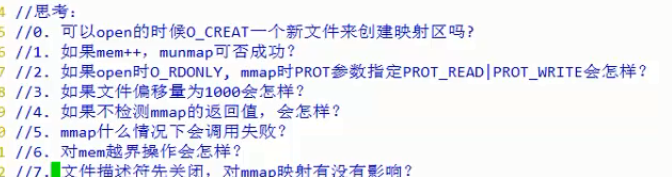 4 //思考：
5 //0. 可以open的时候O_CREAT一个新文件来创建映射区吗?
6 //1. 如果mem++，munmap可否成功？
7 //2. 如果open时O_RDONLY, mmap时PROT参数指定PROT_READ|PROT_WRITE会怎样？
8 //3. 如果文件偏移量为1000会怎样？
9 //4. 如果不检测mmap的返回值，会怎样？
0 //5. mmap什么情况下会调用失败？
1 //6. 对mem越界操作会怎样？
2 //7. 文件描述符先关闭，对mmap映射有没有影响？